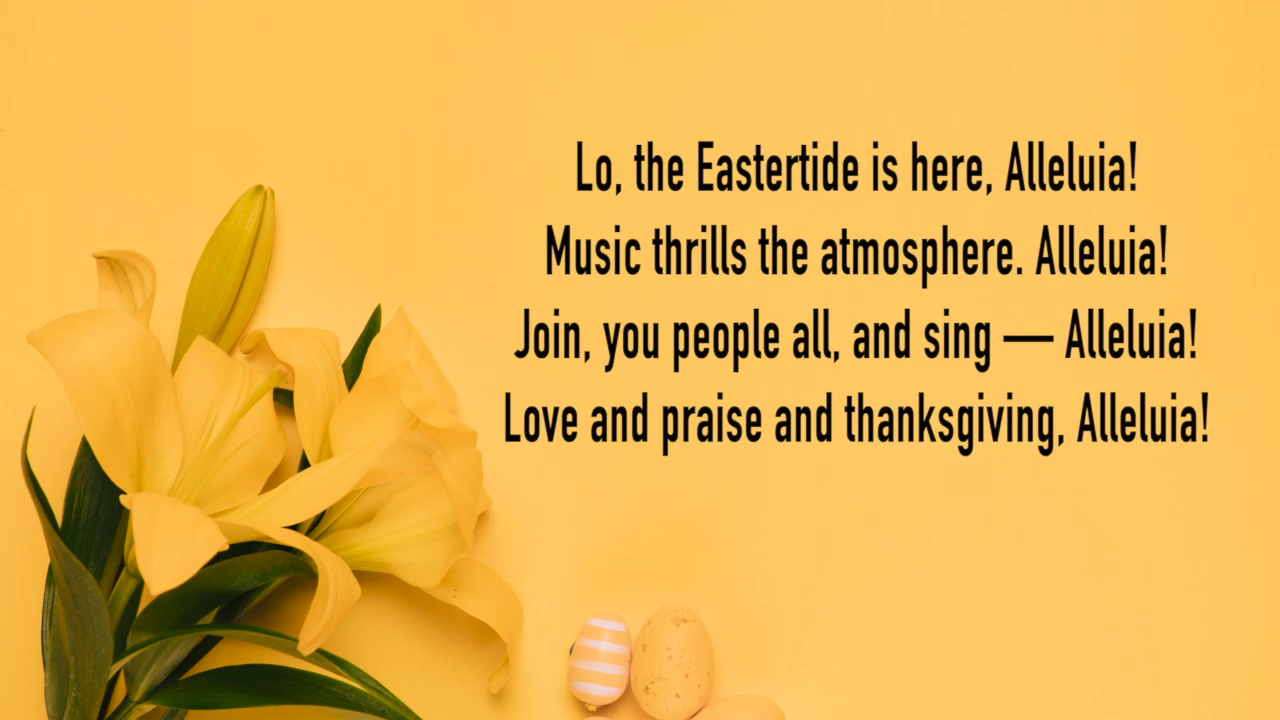 Lo, the Eastertide is here, Alleluia!
Music thrills the atmosphere. Alleluia!
Join, you people all, and sing — Alleluia!
Love and praise and thanksgiving, Alleluia!